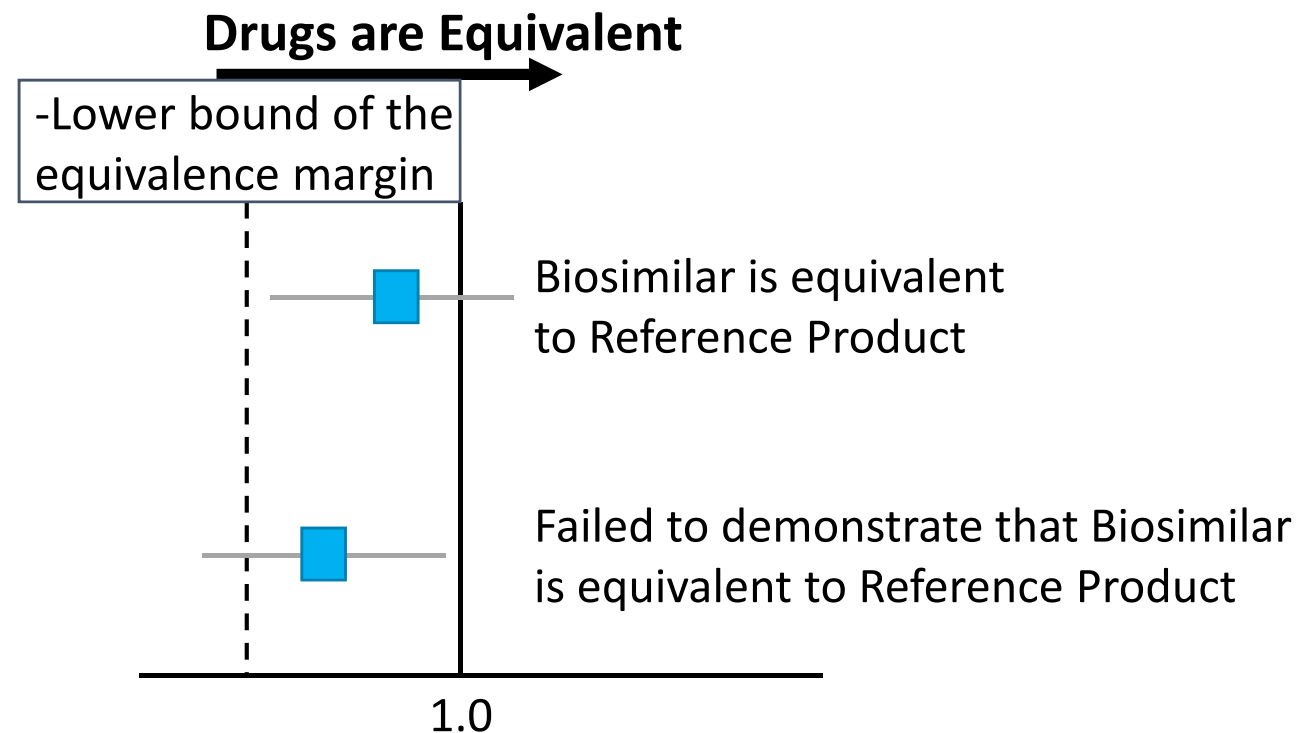 Drugs are Equivalent
-Lower bound of the
equivalence margin
Biosimilar is equivalent
to Reference Product
Failed to demonstrate that Biosimilar
is equivalent to Reference Product
1.0